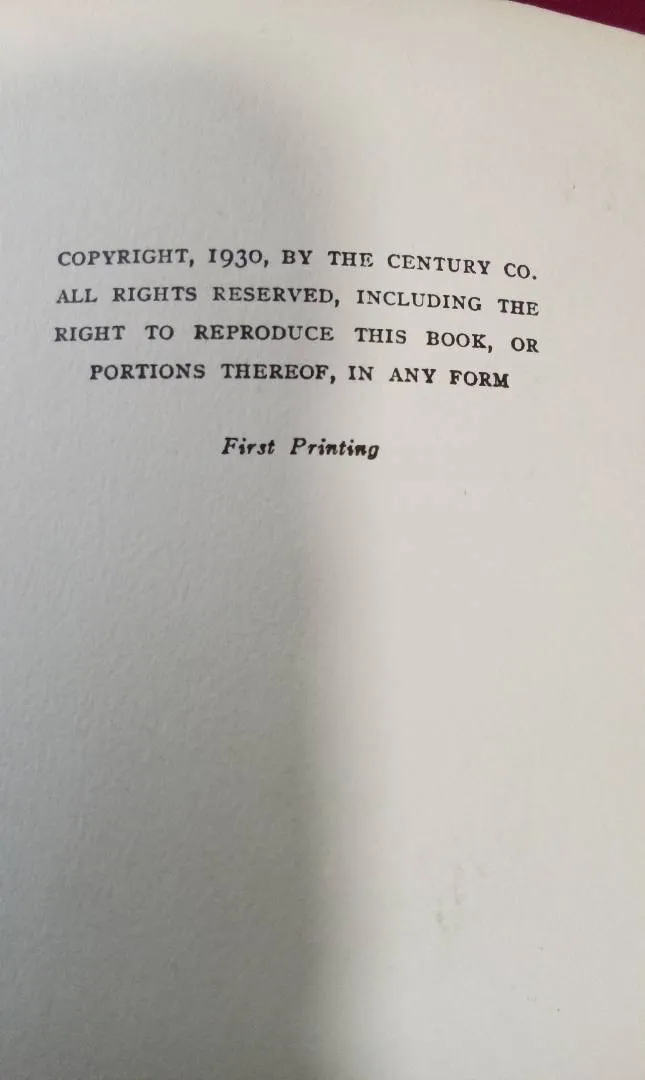 COPYRIGHT, 1930, BY THE CENTURY CO.
ALL RIGHTS RESERVED, INCLUDING THE
RIGHT TO REPRODUCE THIS BOOK, OR
PORTIONS THEREOF, IN ANY FORM
First Printing